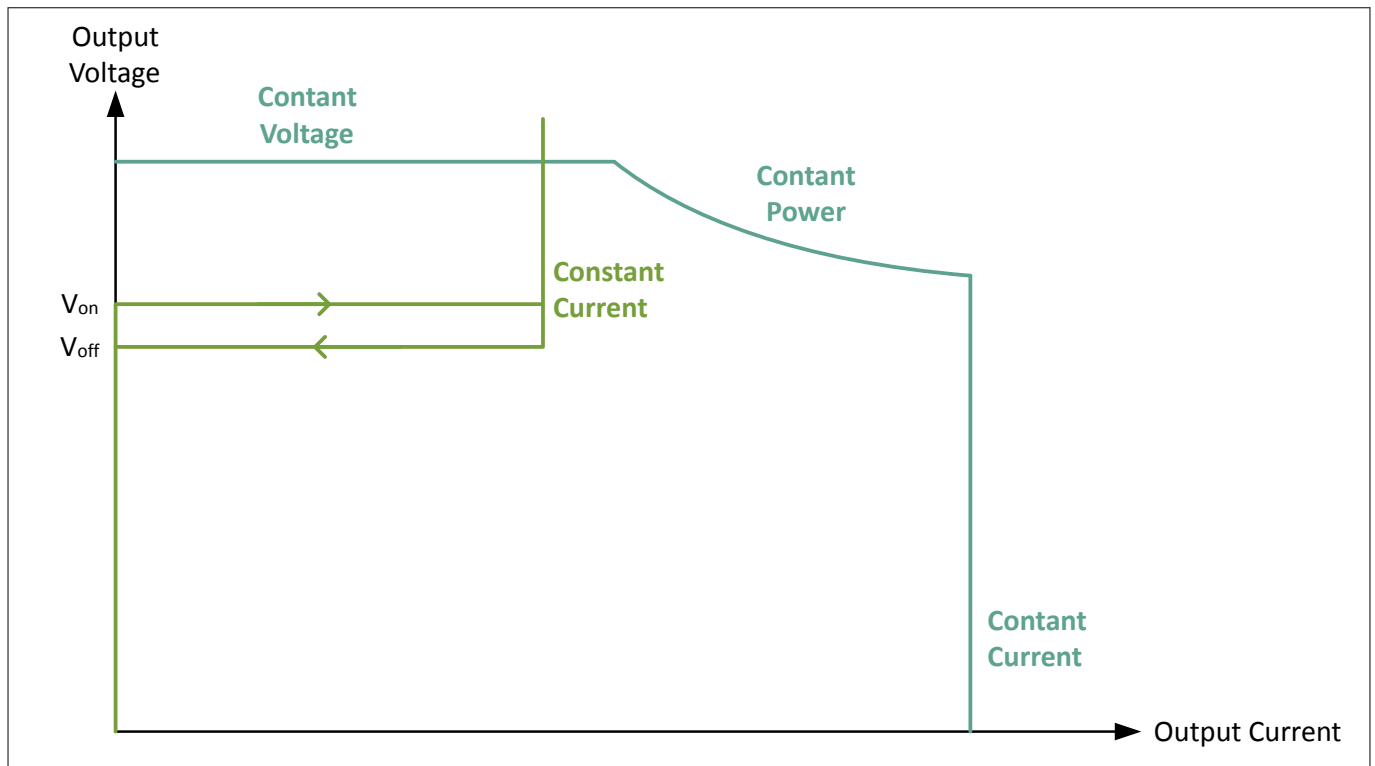 Output
Voltage
Contant
Voltage
Contant
Power
Constant
Current
Von
Voff
Contant
Current
Output Current